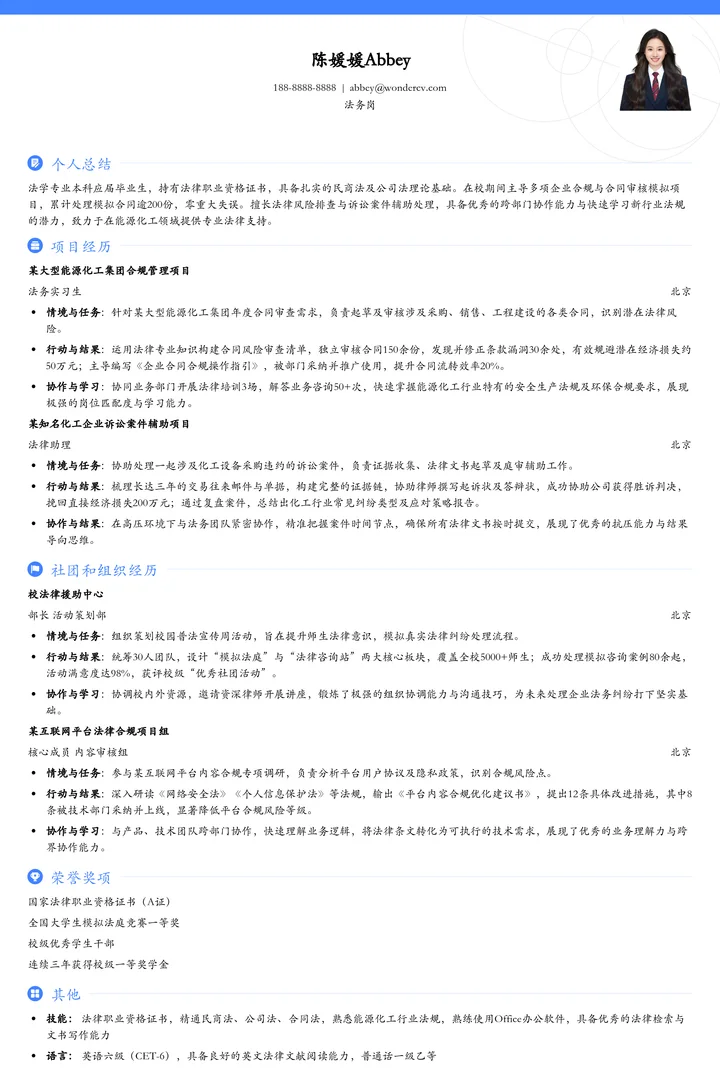 陈媛媛Abbey
188-8888-8888 | abbey@wondercv.com
法务岗
个人总结
法学专业本科应届毕业生，持有法律职业资格证书，具备扎实的民商法及公司法理论基础。在校期间主导多项企业合规与合同审核模拟项
目，累计处理模拟合同逾200份，零重大失误。擅长法律风险排查与诉讼案件辅助处理，具备优秀的跨部门协作能力与快速学习新行业法规
的潜力，致力于在能源化工领域提供专业法律支持。
项目经历
某大型能源化工集团合规管理项目
法务实习生 北京
• 情境与任务：针对某大型能源化工集团年度合同审查需求，负责起草及审核涉及采购、销售、工程建设的各类合同，识别潜在法律风
险。
• 行动与结果：运用法律专业知识构建合同风险审查清单，独立审核合同150余份，发现并修正条款漏洞30余处，有效规避潜在经济损失约
50万元；主导编写《企业合同合规操作指引》，被部门采纳并推广使用，提升合同流转效率20%。
• 协作与学习：协同业务部门开展法律培训3场，解答业务咨询50+次，快速掌握能源化工行业特有的安全生产法规及环保合规要求，展现
极强的岗位匹配度与学习能力。
某知名化工企业诉讼案件辅助项目
法律助理 北京
• 情境与任务：协助处理一起涉及化工设备采购违约的诉讼案件，负责证据收集、法律文书起草及庭审辅助工作。
• 行动与结果：梳理长达三年的交易往来邮件与单据，构建完整的证据链，协助律师撰写起诉状及答辩状，成功协助公司获得胜诉判决，
挽回直接经济损失200万元；通过复盘案件，总结出化工行业常见纠纷类型及应对策略报告。
• 协作与结果：在高压环境下与法务团队紧密协作，精准把握案件时间节点，确保所有法律文书按时提交，展现了优秀的抗压能力与结果
导向思维。
社团和组织经历
校法律援助中心
部长 活动策划部 北京
• 情境与任务：组织策划校园普法宣传周活动，旨在提升师生法律意识，模拟真实法律纠纷处理流程。
• 行动与结果：统筹30人团队，设计“模拟法庭”与“法律咨询站”两大核心板块，覆盖全校5000+师生；成功处理模拟咨询案例80余起，
活动满意度达98%，获评校级“优秀社团活动”。
• 协作与学习：协调校内外资源，邀请资深律师开展讲座，锻炼了极强的组织协调能力与沟通技巧，为未来处理企业法务纠纷打下坚实基
础。
某互联网平台法律合规项目组
核心成员 内容审核组 北京
• 情境与任务：参与某互联网平台内容合规专项调研，负责分析平台用户协议及隐私政策，识别合规风险点。
• 行动与结果：深入研读《网络安全法》《个人信息保护法》等法规，输出《平台内容合规优化建议书》，提出12条具体改进措施，其中8
条被技术部门采纳并上线，显著降低平台合规风险等级。
• 协作与学习：与产品、技术团队跨部门协作，快速理解业务逻辑，将法律条文转化为可执行的技术需求，展现了优秀的业务理解力与跨
界协作能力。
荣誉奖项
国家法律职业资格证书（A证）
全国大学生模拟法庭竞赛一等奖
校级优秀学生干部
连续三年获得校级一等奖学金
其他
• 技能： 法律职业资格证书，精通民商法、公司法、合同法，熟悉能源化工行业法规，熟练使用Office办公软件，具备优秀的法律检索与
文书写作能力
• 语言： 英语六级（CET-6），具备良好的英文法律文献阅读能力，普通话一级乙等